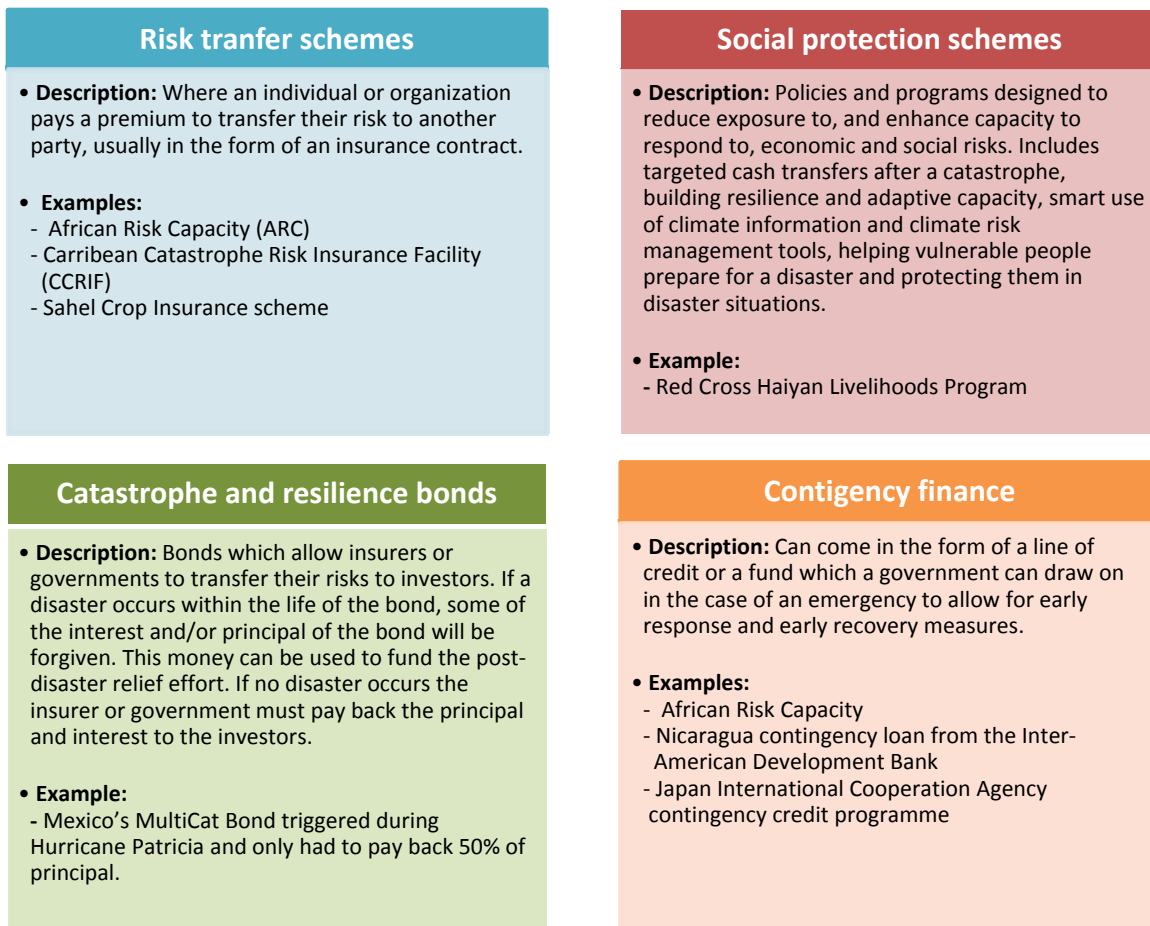 Risk tranfer schemes
• Description: Where an individual or organization
pays a premium to transfer their risk to another
party, usually in the form of an insurance contract.
• Examples:
- African Risk Capacity (ARC)
- Carribean Catastrophe Risk Insurance Facility
(CCRIF)
- Sahel Crop Insurance scheme
Social protection schemes
• Description: Policies and programs designed to
reduce exposure to, and enhance capacity to
respond to, economic and social risks. Includes
targeted cash transfers after a catastrophe,
building resilience and adaptive capacity, smart use
of climate information and climate risk
management tools, helping vulnerable people
prepare for a disaster and protecting them in
disaster situations.
• Example:
- Red Cross Haiyan Livelihoods Program
Catastrophe and resilience bonds
• Description: Bonds which allow insurers or
governments to transfer their risks to investors. If a
disaster occurs within the life of the bond, some of
the interest and/or principal of the bond will be
forgiven. This money can be used to fund the post-
disaster relief effort. If no disaster occurs the
insurer or government must pay back the principal
and interest to the investors.
• Example:
- Mexico's MultiCat Bond triggered during
Hurricane Patricia and only had to pay back 50% of
principal.
Contigency finance
• Description: Can come in the form of a line of
credit or a fund which a government can draw on
in the case of an emergency to allow for early
response and early recovery measures.
• Examples:
- African Risk Capacity
- Nicaragua contingency loan from the Inter-
American Development Bank
- Japan International Cooperation Agency
contingency credit programme